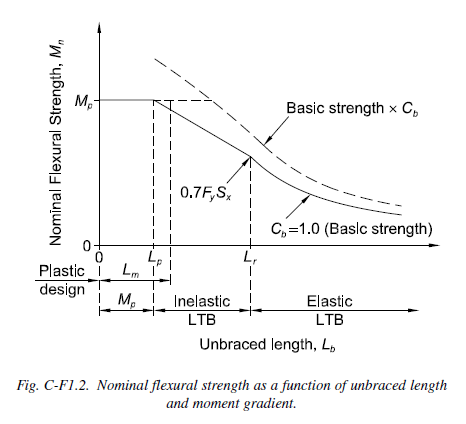 Nominal Flexural Strength, Mn
Mp
Basic strength × Cb
0.7FySx
Cb=1.0 (Basic strength)
0
0
Lp
Lr
Plastic
design
Lm
Mp
Inelastic
LTB
Elastic
LTB
Unbraced length, Lb
Fig. C-F1.2. Nominal flexural strength as a function of unbraced length
and moment gradient.